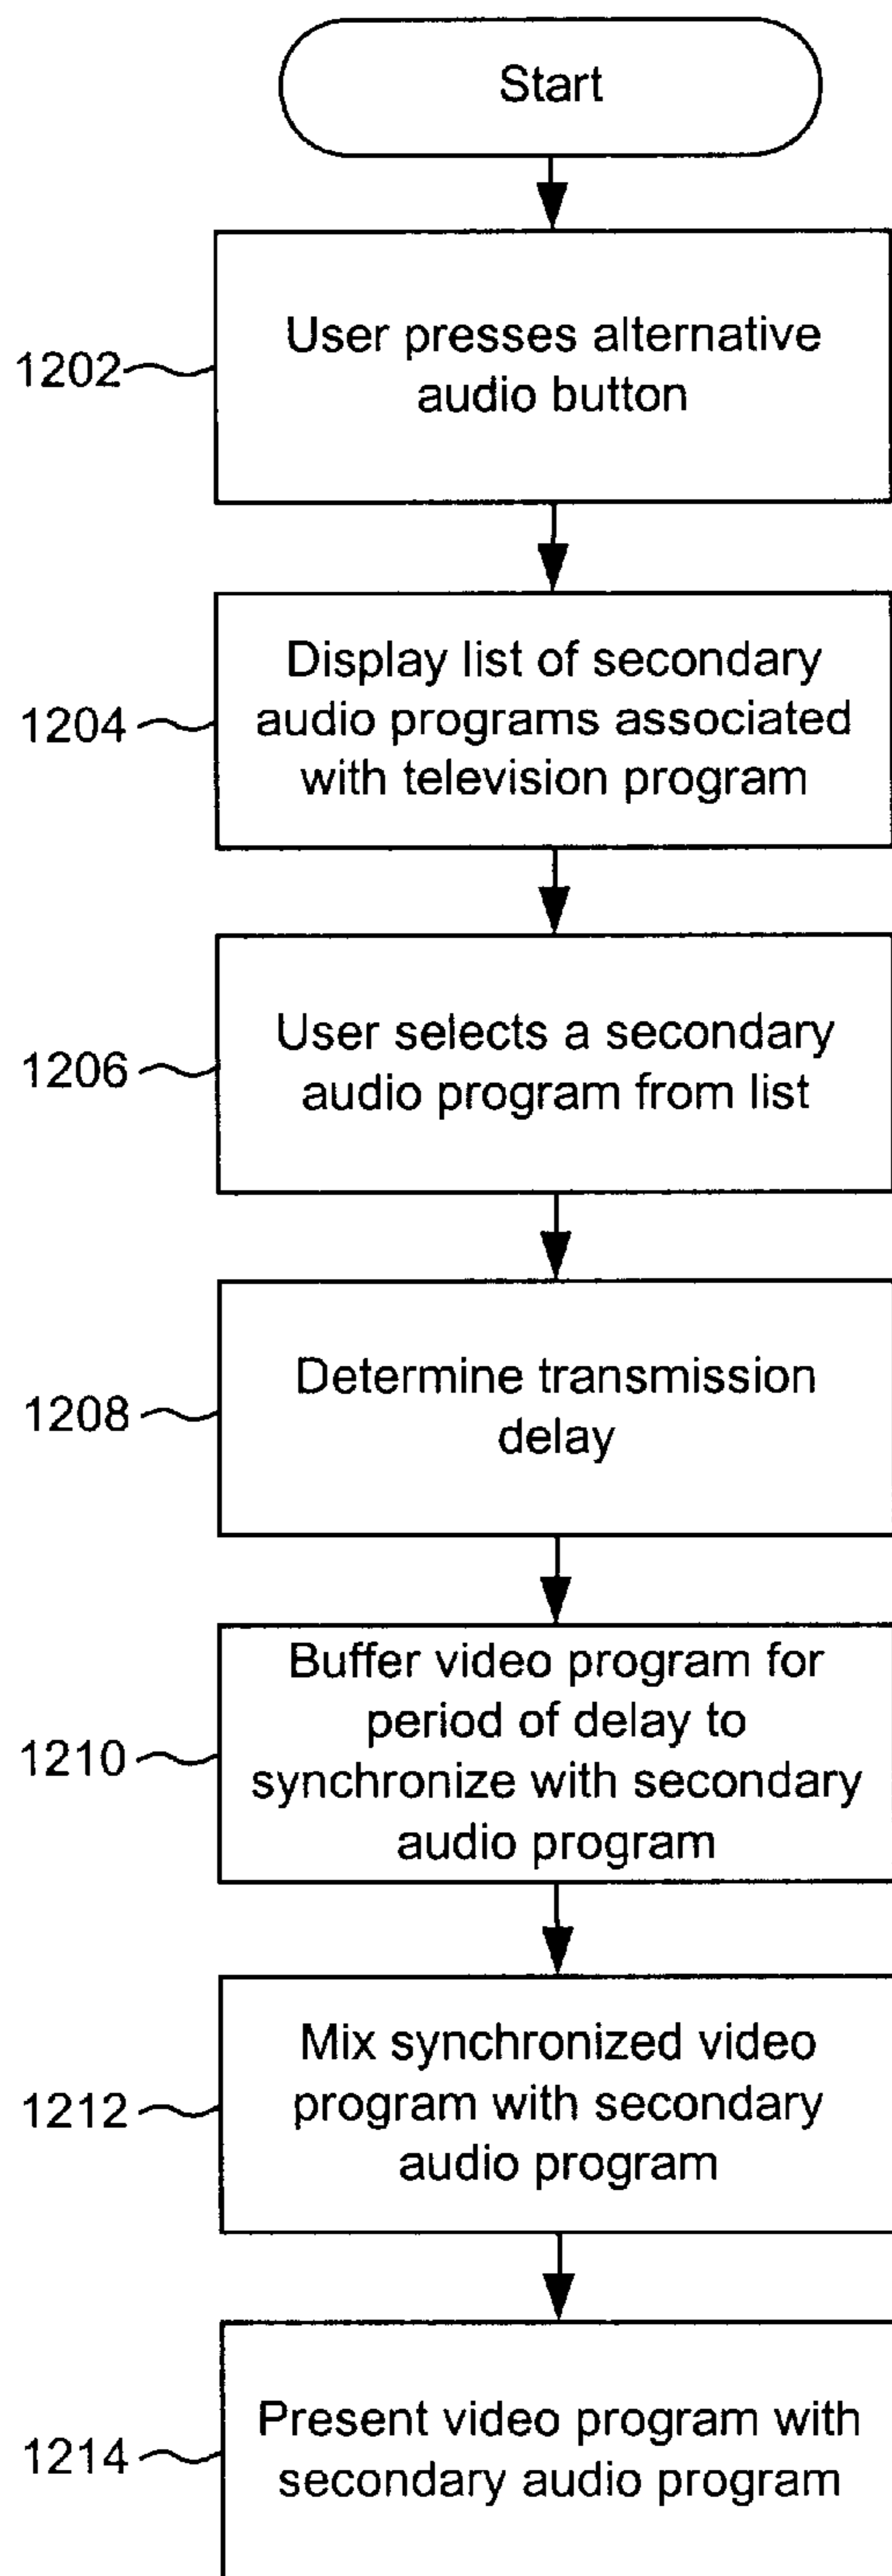 Start
1202
User presses alternative
audio button
1204
Display list of secondary
audio programs associated
with television program
1206
User selects a secondary
audio program from list
1208
Determine transmission
delay
1210
Buffer video program for
period of delay to
synchronize with secondary
audio program
1212
Mix synchronized video
program with secondary
audio program
1214
Present video program with
secondary audio program